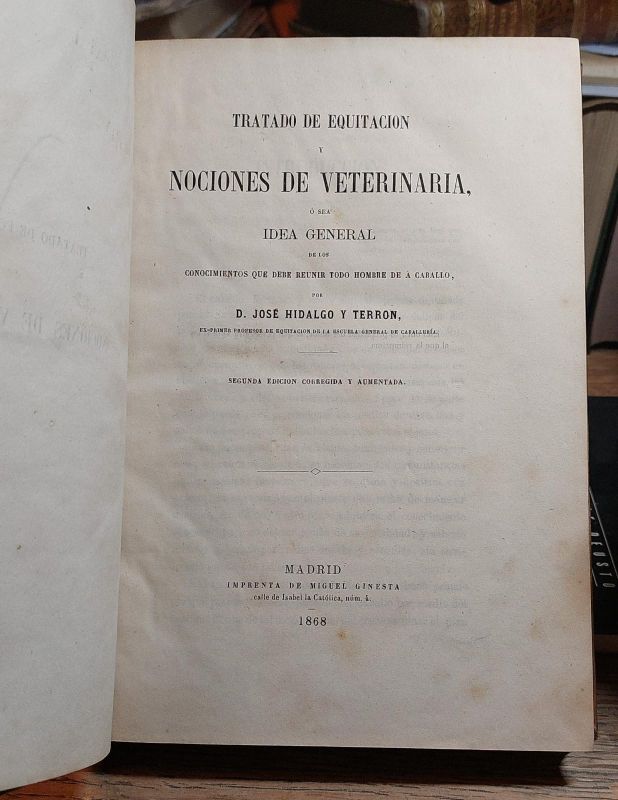 TRATADO DE EQUITACION
Y
NOCIONES DE VETERINARIA,
Ó SEA
IDEA GENERAL
DE LOS
CONOCIMIENTOS QUE DEBE REUNIR TODO HOMBRE DE Á CABALLO,
POR
D. JOSÉ HIDALGO Y TERRON,
EX-PRIMER PROFESOR DE EQUITACION DE LA ESCUELA GENERAL DE CABALLERÍA.
SEGUNDA EDICION CORREGIDA Y AUMENTADA.
MADRID
IMPRENTA DE MIGUEL GINESTA
calle de Isabel la Católica, núm. 4.
1868
DEUSTO